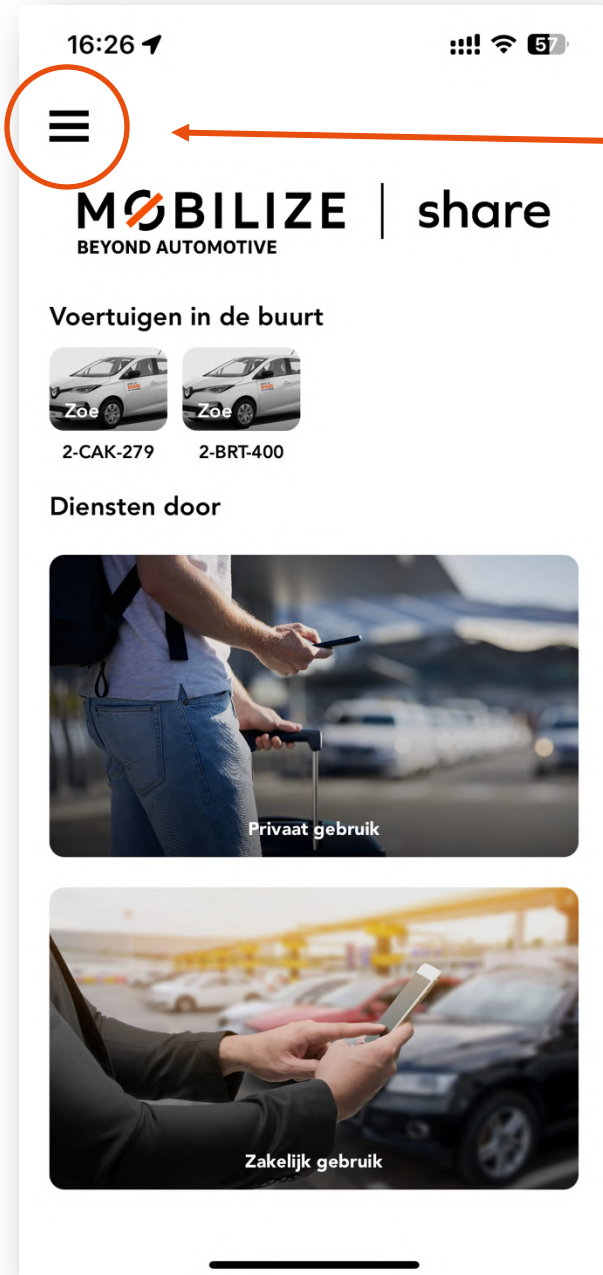 16:26
57
MOBILIZE | share
BEYOND AUTOMOTIVE
Voertuigen in de buurt
Zoe
Zoe
2-CAK-279
2-BRT-400
Diensten door
Privaat gebruik
Zakelijk gebruik